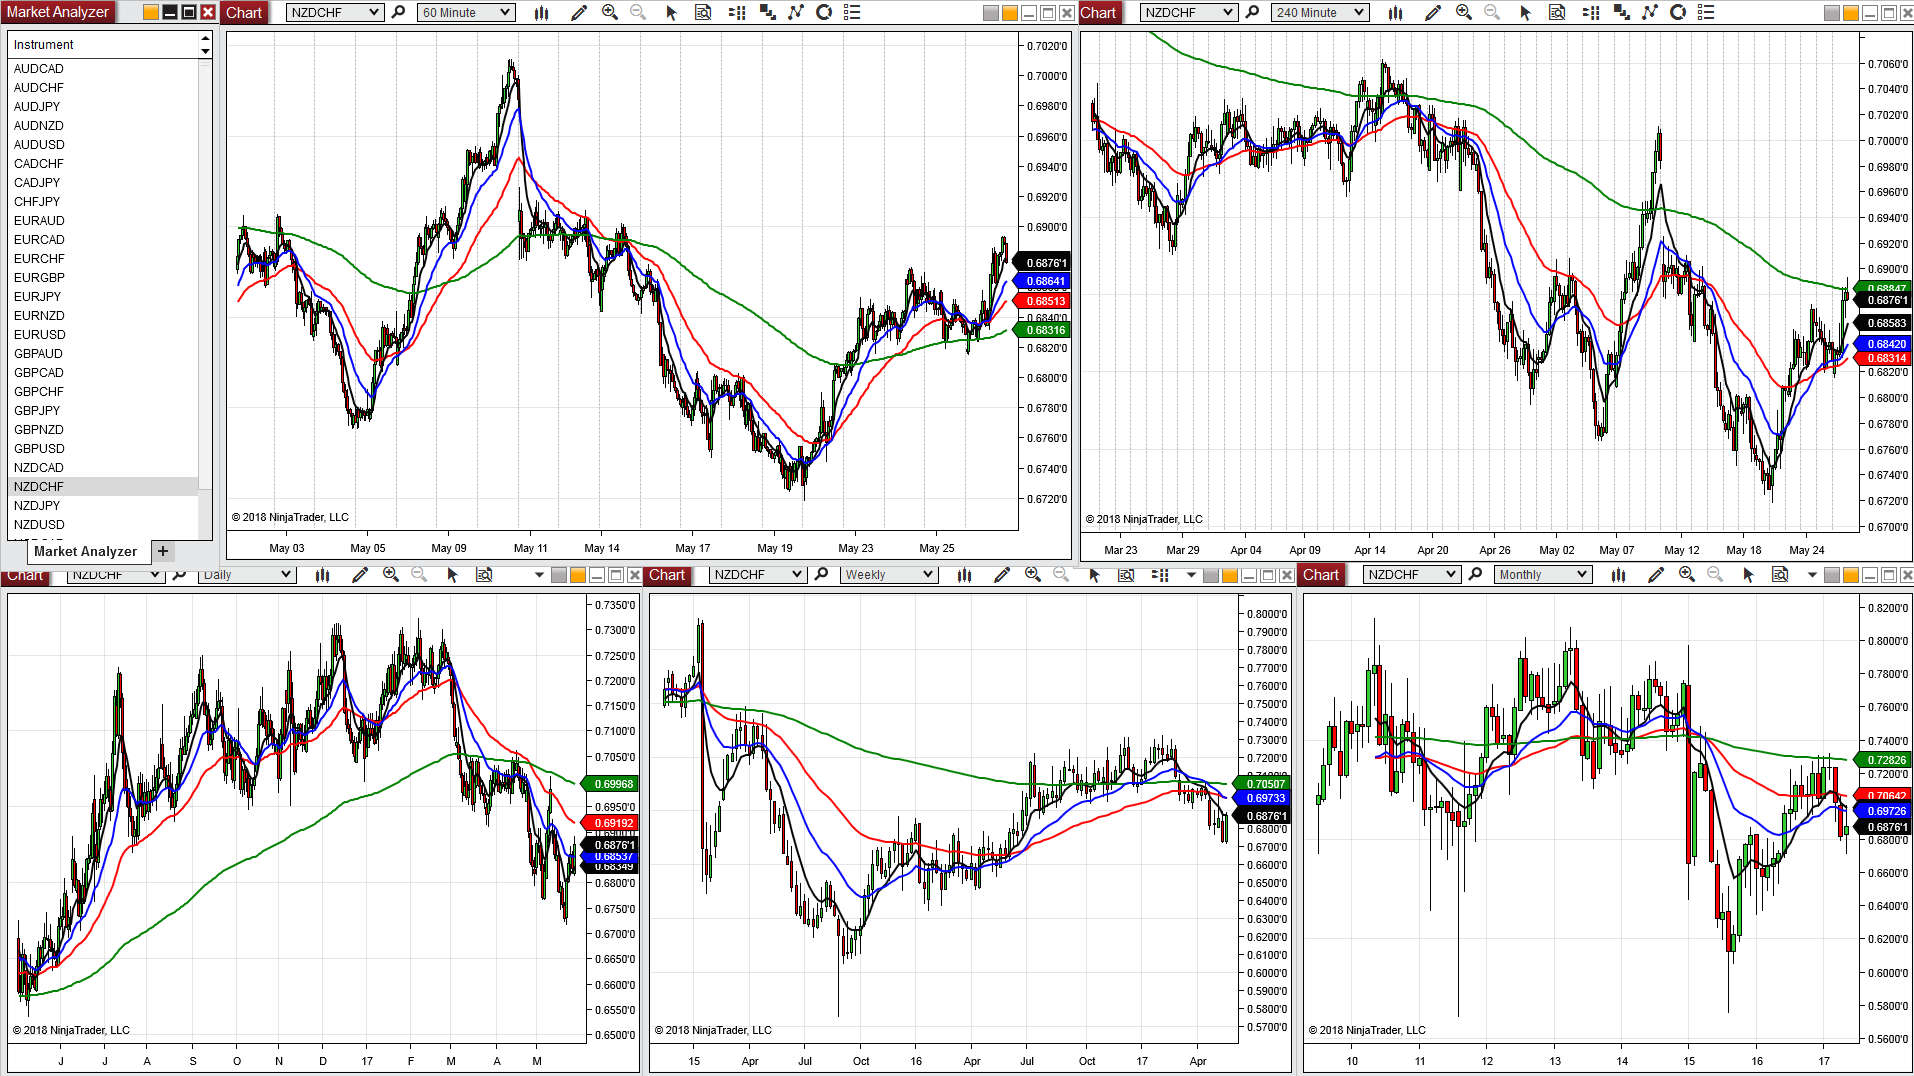 Market Analyzer
Instrument
AUDCAD
AUDCHF
AUDJPY
AUDNZD
AUDUSD
CADCHF
CADJPY
CHFJPY
EURAUD
EURCAD
EURCHF
EURGBP
EURJPY
EURNZD
EURUSD
GBPAUD
GBPCAD
GBPCHF
GBPJPY
GBPNZD
GBPUSD
NZDCAD
NZDCHF
NZDJPY
NZDUSD
Market Analyzer +
Chart NZDCHF 60 Minute
0.7020'0
0.7000'0
0.6980'0
0.6960'0
0.6940'0
0.6920'0
0.6900'0
0.6876'1
0.68641
0.68513
0.6840'0
0.68316
0.6820'0
0.6800'0
0.6780'0
0.6760'0
0.6740'0
0.6720'0
© 2018 NinjaTrader, LLC
May 03 May 05 May 09 May 11 May 14 May 17 May 19 May 23 May 25
Chart NZDCHF 240 Minute
0.7060'0
0.7040'0
0.7020'0
0.7000'0
0.6980'0
0.6960'0
0.6940'0
0.6920'0
0.6900'0
0.68847
0.6876'1
0.68583
0.68420
0.68314
0.6820'0
0.6800'0
0.6780'0
0.6760'0
0.6740'0
0.6720'0
0.6700'0
© 2018 NinjaTrader, LLC
Mar 23 Mar 29 Apr 04 Apr 09 Apr 14 Apr 20 Apr 26 May 02 May 07 May 12 May 18 May 24
Chart NZDCHF Daily
0.7350'0
0.7300'0
0.7250'0
0.7200'0
0.7150'0
0.7100'0
0.7050'0
0.69968
0.6950'0
0.69192
0.6876'1
0.68537
0.68349
0.6800'0
0.6750'0
0.6700'0
0.6650'0
0.6600'0
0.6550'0
0.6500'0
© 2018 NinjaTrader, LLC
J J A S O N D 17 F M A M
Chart NZDCHF Weekly
0.8000'0
0.7900'0
0.7800'0
0.7700'0
0.7600'0
0.7500'0
0.7400'0
0.7300'0
0.7200'0
0.70507
0.69733
0.6876'1
0.6800'0
0.6700'0
0.6600'0
0.6500'0
0.6400'0
0.6300'0
0.6200'0
0.6100'0
0.6000'0
0.5900'0
0.5800'0
0.5700'0
© 2018 NinjaTrader, LLC
15 Apr Jul Oct 16 Apr Jul Oct 17 Apr
Chart NZDCHF Monthly
0.8200'0
0.8000'0
0.7800'0
0.7600'0
0.7400'0
0.72826
0.7200'0
0.70642
0.69726
0.6876'1
0.6800'0
0.6600'0
0.6400'0
0.6200'0
0.6000'0
0.5800'0
0.5600'0
© 2018 NinjaTrader, LLC
10 11 12 13 14 15 16 17